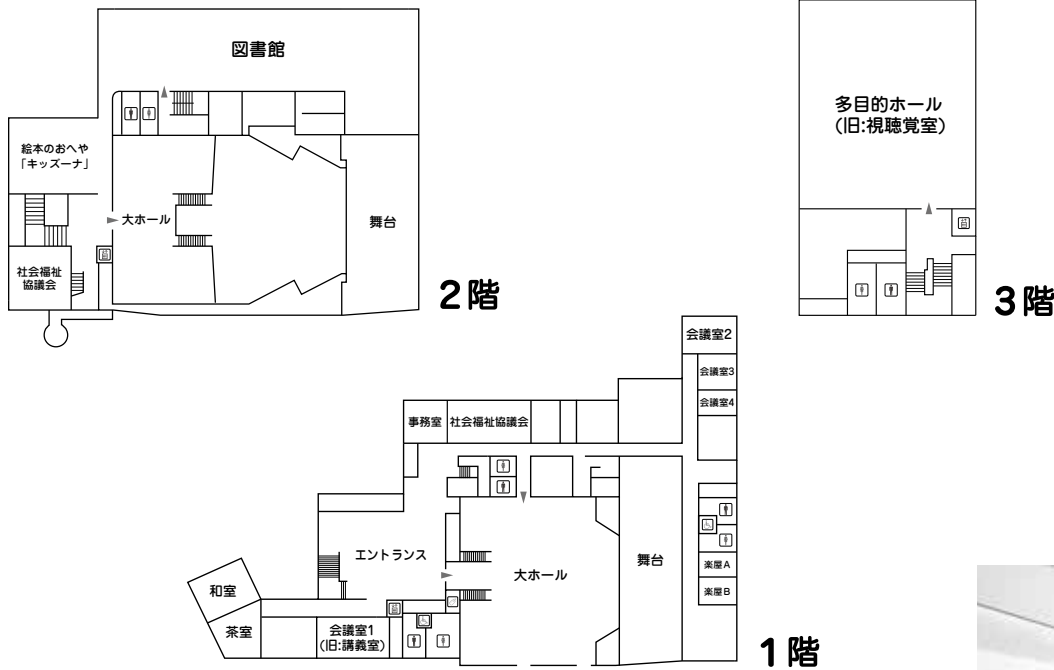 図書館
絵本のおへや
「キッズーナ」
大ホール
舞台
社会福祉
協議会
2階
多目的ホール
(旧:視聴覚室)
3階
会議室2
会議室3
会議室4
事務室
社会福祉協議会
エントランス
大ホール
舞台
楽屋A
楽屋B
和室
茶室
会議室1
(旧:講義室)
1階